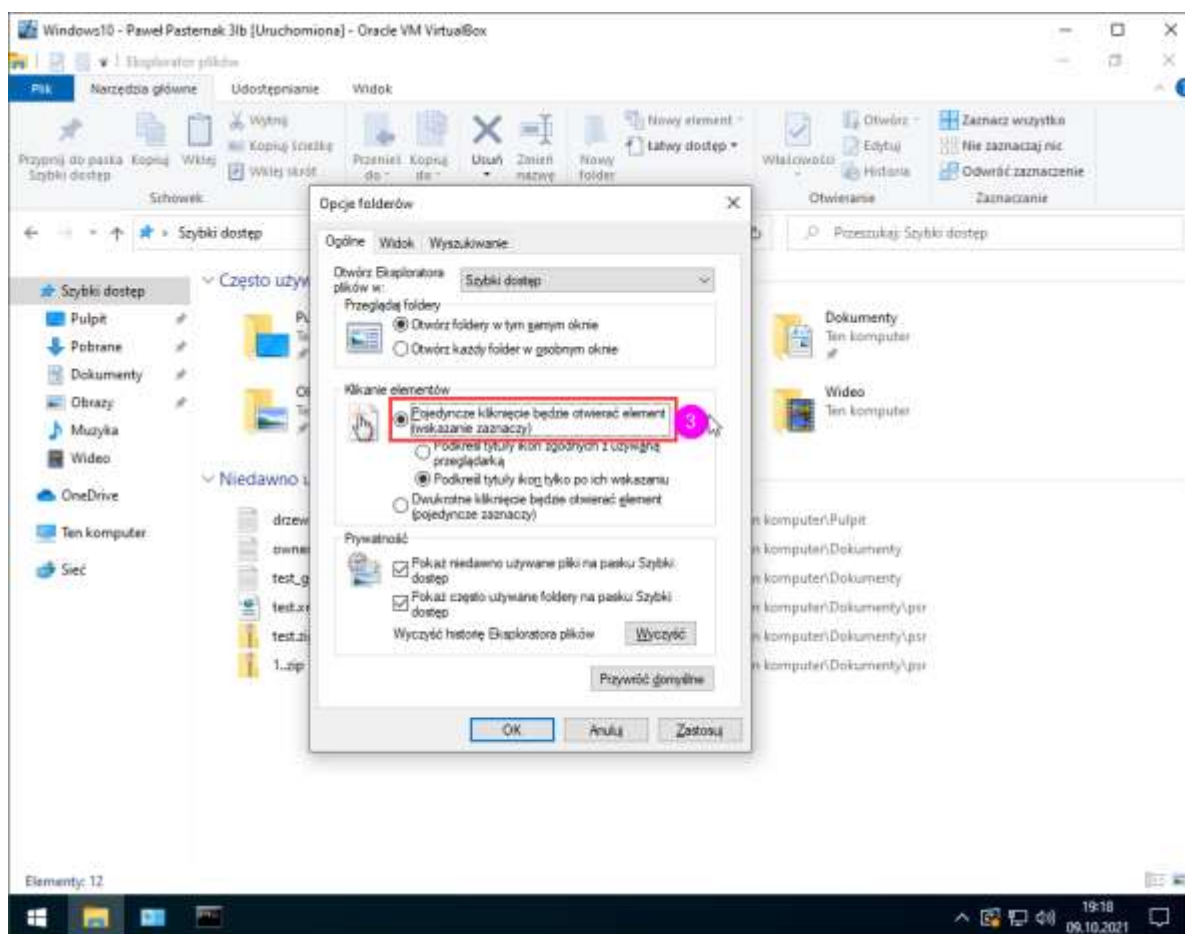 Windows10 - Paweł Pasternak 3Ib [Uruchomiona] - Oracle VM VirtualBox
Eksplorator plików
Plik Narzędzia główne Udostępnianie Widok
Przypnij do paska Szybki dostęp
Kopiuj
Wklej
Wytnij
Kopiuj ścieżkę
Wklej skrót
Schowek
Przenieś do
Kopiuj do
Usuń
Zmień nazwę
Nowy folder
Nowy element
Łatwy dostęp
Właściwości
Otwórz
Edytuj
Historia
Otwieranie
Zaznacz wszystko
Nie zaznaczaj nic
Odwróć zaznaczenie
Zaznaczanie
Szybki dostęp
Przeszukaj: Szybki dostęp
Szybki dostęp
Pulpit
Pobrane
Dokumenty
Obrazy
Muzyka
Wideo
OneDrive
Ten komputer
Sieć
Często używ
Dokumenty
Ten komputer
Wideo
Ten komputer
Niedawno u
drzew
owner
test_g
test.xm
test.zip
1..zip
n komputer\Pulpit
n komputer\Dokumenty
n komputer\Dokumenty
n komputer\Dokumenty\psr
n komputer\Dokumenty\psr
n komputer\Dokumenty\psr
Opcje folderów
Ogólne Widok Wyszukiwanie
Otwórz Eksploratora
plików w:
Szybki dostęp
Przeglądaj foldery
Otwórz foldery w tym samym oknie
Otwórz każdy folder w osobnym oknie
Klikanie elementów
Pojedyncze kliknięcie będzie otwierać element
(wskazanie zaznaczy)
3
Podkreśl tytuły ikon zgodnych z używaną
przeglądarką
Podkreśl tytuły ikon tylko po ich wskazaniu
Dwukrotne kliknięcie będzie otwierać element
(pojedyncze zaznaczy)
Prywatność
Pokaż niedawno używane pliki na pasku Szybki
dostęp
Pokaż często używane foldery na pasku Szybki
dostęp
Wyczyść historię Eksploratora plików
Wyczyść
Przywróć domyślne
OK Anuluj Zastosuj
Elementy: 12
19:18
09.10.2021